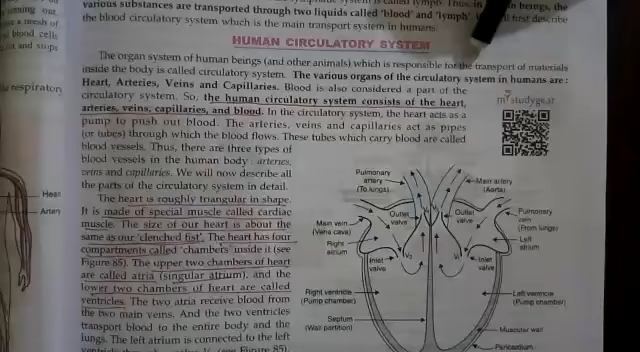 various substances are transported through two liquids called 'blood' and 'lymph'. first describe
the blood circulatory system which is the main transport system in humans.
HUMAN CIRCULATORY SYSTEM
The organ system of human beings (and other animals) which is responsible for the transport of materials
inside the body is called circulatory system. The various organs of the circulatory system in humans are :
Heart, Arteries, Veins and Capillaries. Blood is also considered a part of the
circulatory system. So, the human circulatory system consists of the heart,
arteries, veins, capillaries, and blood. In the circulatory system, the heart acts as a
pump to push out blood. The arteries, veins and capillaries act as pipes
(or tubes) through which the blood flows. These tubes which carry blood are called
blood vessels. Thus, there are three types of
blood vessels in the human body : arteries,
veins and capillaries. We will now describe all
the parts of the circulatory system in detail.
The heart is roughly triangular in shape.
It is made of special muscle called cardiac
muscle. The size of our heart is about the
same as our 'clenched fist'. The heart has four
compartments called 'chambers' inside it (see
Figure 85). The upper two chambers of heart
are called atria (singular atrium), and the
lower two chambers of heart are called
ventricles. The two atria receive blood from
the two main veins. And the two ventricles
transport blood to the entire body and the
lungs. The left atrium is connected to the left
(see Figure 85).
mystudygear
Pulmonary
artery
(To lungs)
Main artery
(Aorta)
Outlet
valve
Outlet
valve
Main vein
(Vena cava)
Pulmonary
vein
(From lungs)
Right
atrium
Left
atrium
Inlet
valve
V2
V1
Inlet
valve
Right ventricle
(Pump chamber)
Left ventricle
(Pump chamber)
Septum
(Wall partition)
Muscular wall
Pericardium
coming out,
a mesh of
blood cells
and stops
respiratory
Heart
Artery